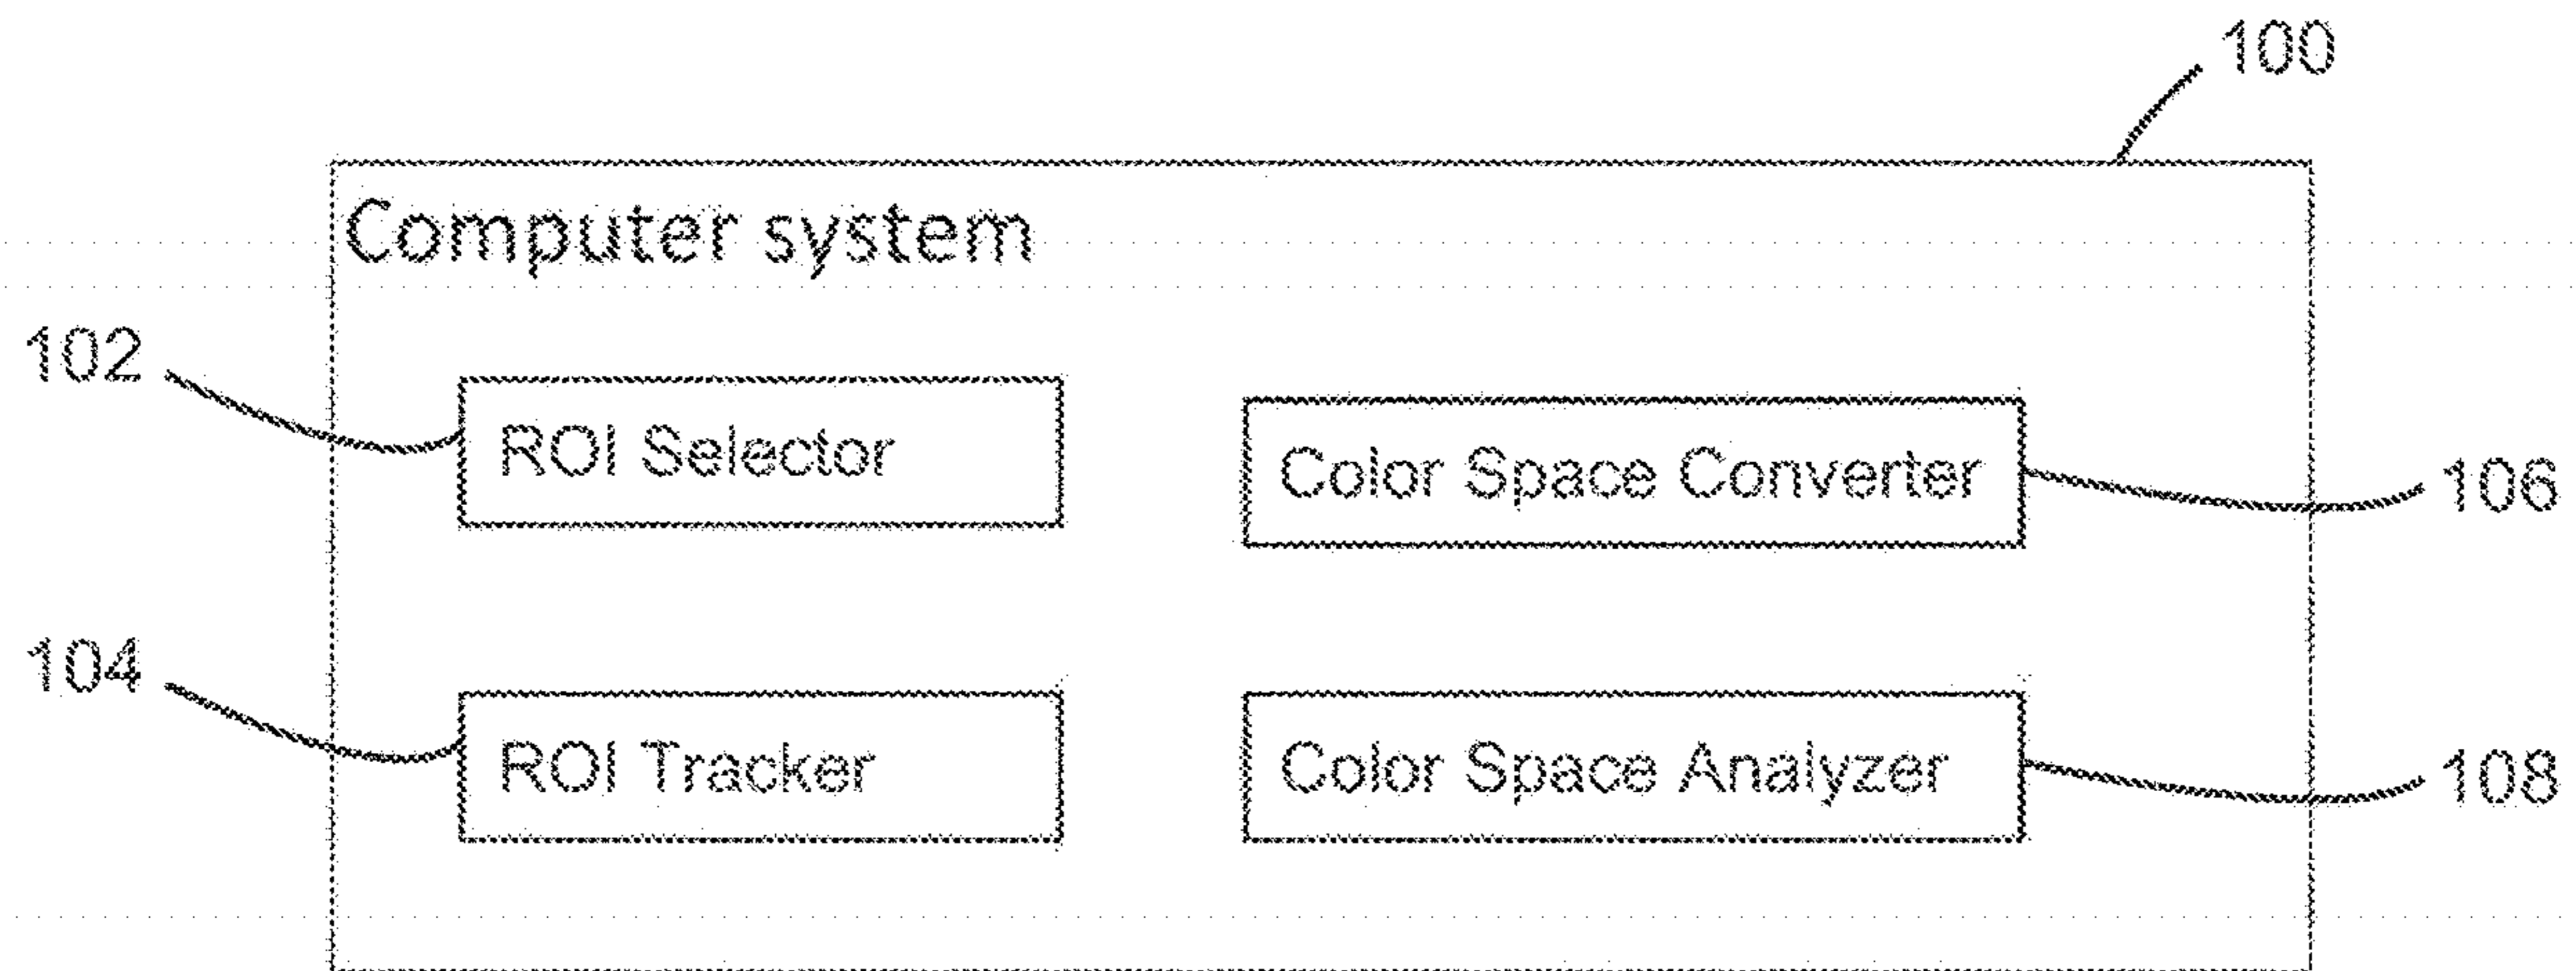 100
Computer system
102
ROI Selector
Color Space Converter
106
104
ROI Tracker
Color Space Analyzer
108